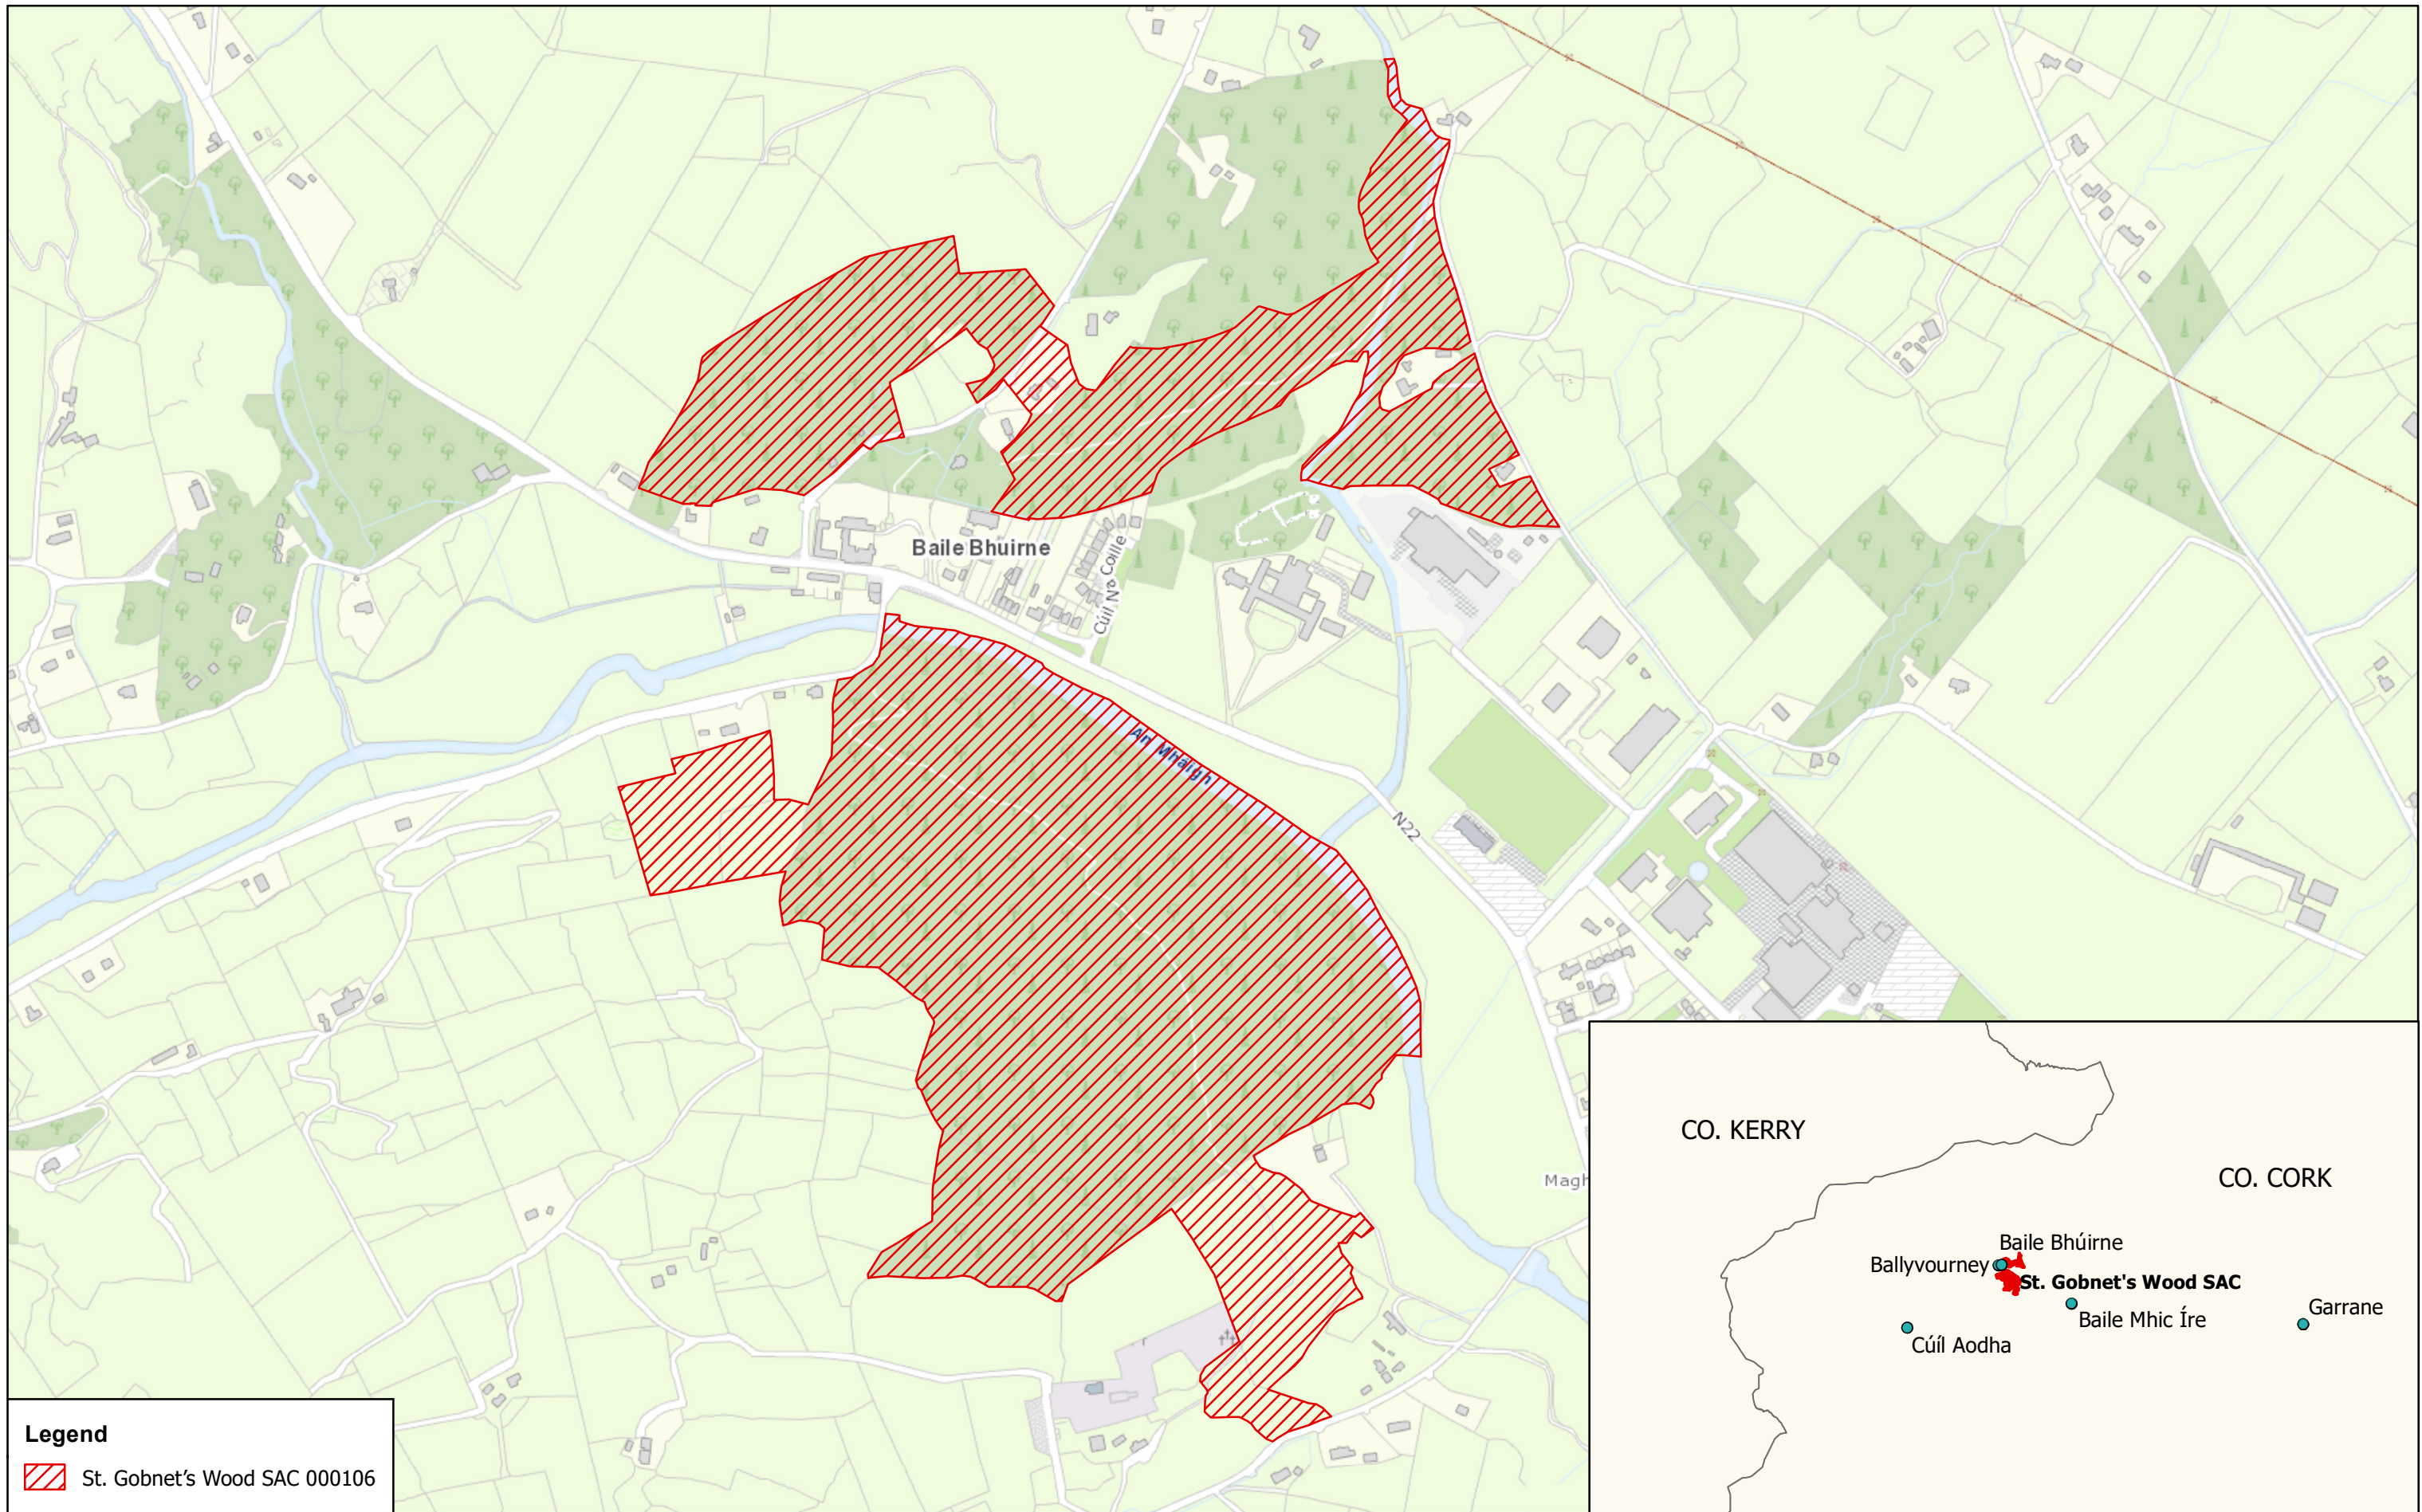 Baile Bhuirne
Cúil Na Coille
An Mhaigh
N22
Magh
Legend
St. Gobnet's Wood SAC 000106
CO. KERRY
CO. CORK
Baile Bhúirne
Ballyvourney
St. Gobnet's Wood SAC
Baile Mhic Íre
Garrane
Cúíl Aodha